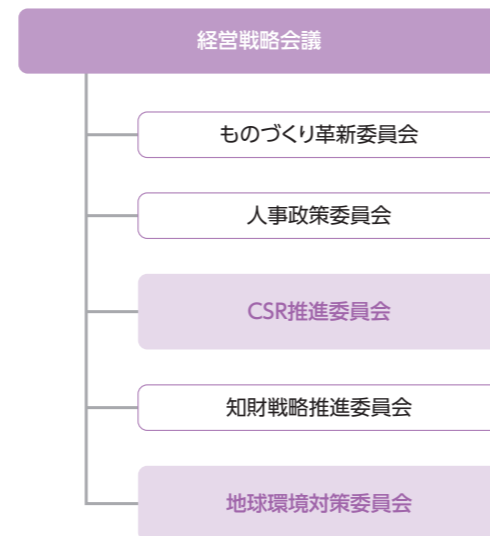 経営戦略会議
ものづくり革新委員会
人事政策委員会
CSR推進委員会
知財戦略推進委員会
地球環境対策委員会